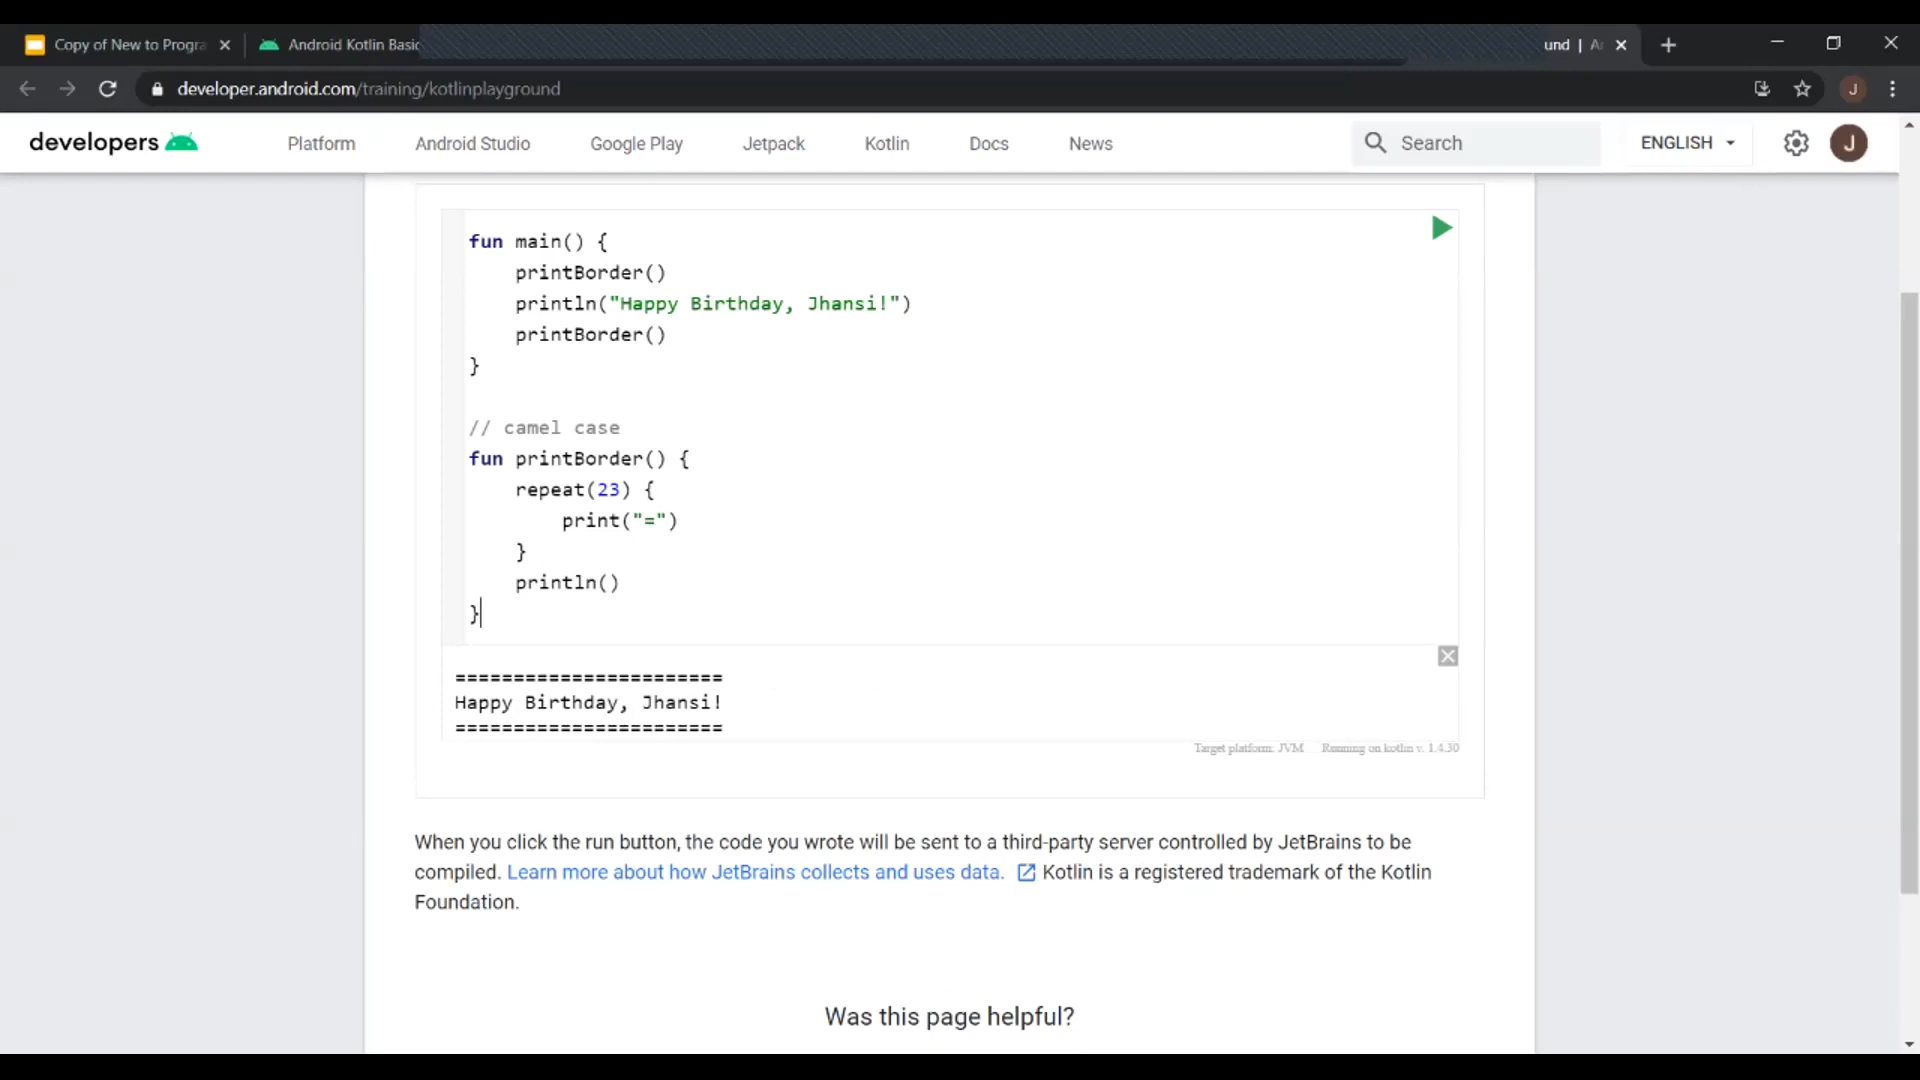 Copy of New to Progra
Android Kotlin Basic
und | A
developer.android.com/training/kotlinplayground
J
developers
Platform
Android Studio
Google Play
Jetpack
Kotlin
Docs
News
Search
ENGLISH
J
fun main() {
    printBorder()
    println("Happy Birthday, Jhansi!")
    printBorder()
}
// camel case
fun printBorder() {
    repeat(23) {
        print("=")
    }
    println()
}
=======================
Happy Birthday, Jhansi!
=======================
Target platform: JVM Running on kotlin v. 1.4.30
When you click the run button, the code you wrote will be sent to a third-party server controlled by JetBrains to be
compiled. Learn more about how JetBrains collects and uses data. Kotlin is a registered trademark of the Kotlin
Foundation.
Was this page helpful?